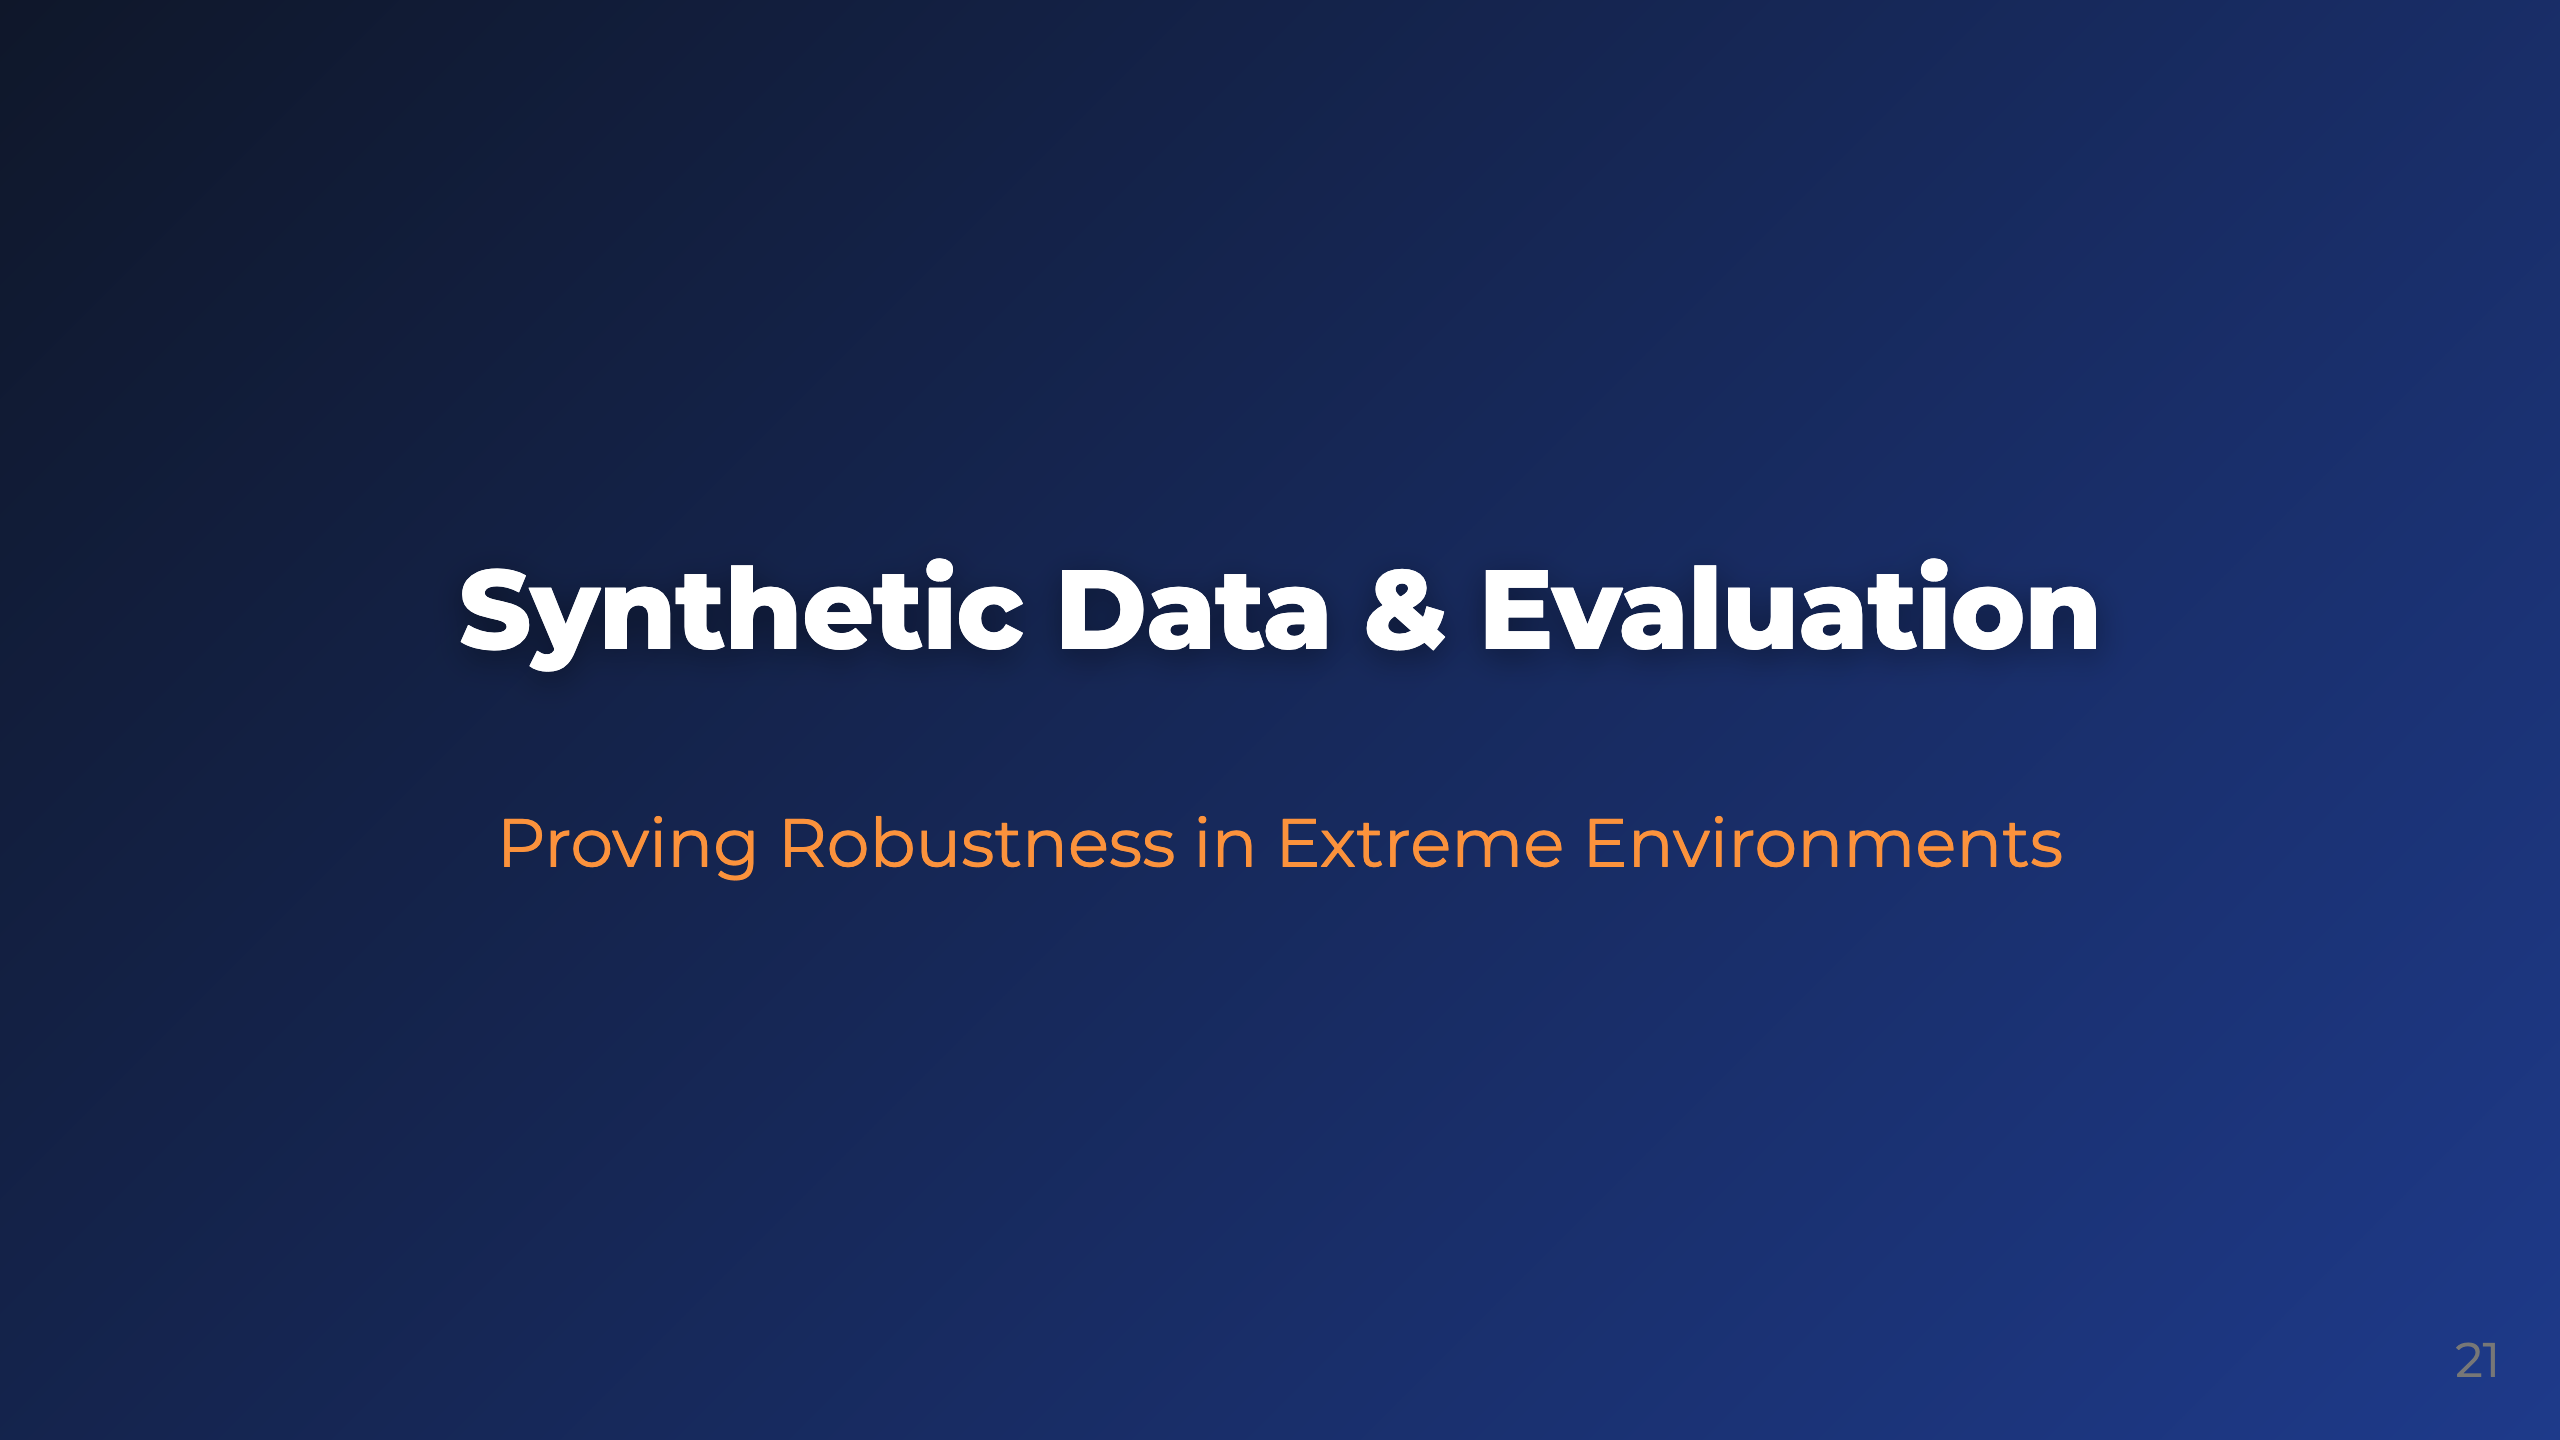 Synthetic Data & Evaluation
Proving Robustness in Extreme Environments
21